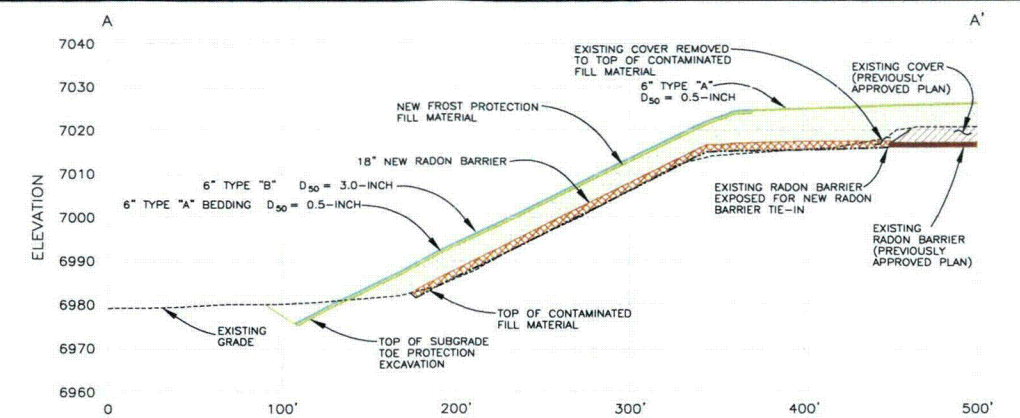 A
A'
7040
7030
7020
7010
7000
6990
6980
6970
6960
ELEVATION
EXISTING COVER REMOVED
TO TOP OF CONTAMINATED
FILL MATERIAL
6" TYPE "A"
D50 = 0.5-INCH
EXISTING COVER
(PREVIOUSLY
APPROVED PLAN)
NEW FROST PROTECTION
FILL MATERIAL
18" NEW RADON BARRIER
6" TYPE "B" D50 = 3.0-INCH
6" TYPE "A" BEDDING D50 = 0.5-INCH
EXISTING RADON BARRIER
EXPOSED FOR NEW RADON
BARRIER TIE-IN
EXISTING
RADON BARRIER
(PREVIOUSLY
APPROVED PLAN)
TOP OF CONTAMINATED
FILL MATERIAL
EXISTING
GRADE
TOP OF SUBGRADE
TOE PROTECTION
EXCAVATION
0
100'
200'
300'
400'
500'